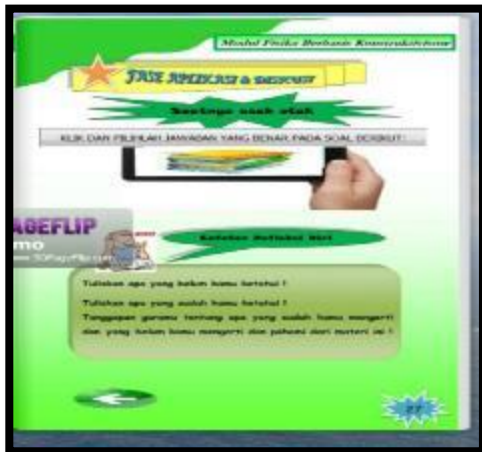 Modul Fisika Berbasis Konstruktivisme
FASE APLIKASI & DISKUSI
Saatnya asah otak
KLIK DAN PILIHLAH JAWABAN YANG BENAR PADA SOAL BERIKUT!
AGEFLIP
mo
Refleksi Diri
Tuliskan apa yang belum kamu ketahui !
Tuliskan apa yang sudah kamu ketahui !
Tanggapan gurumu tentang apa yang sudah kamu mengerti
dan yang belum kamu mengerti dan pahami dari materi ini !
27